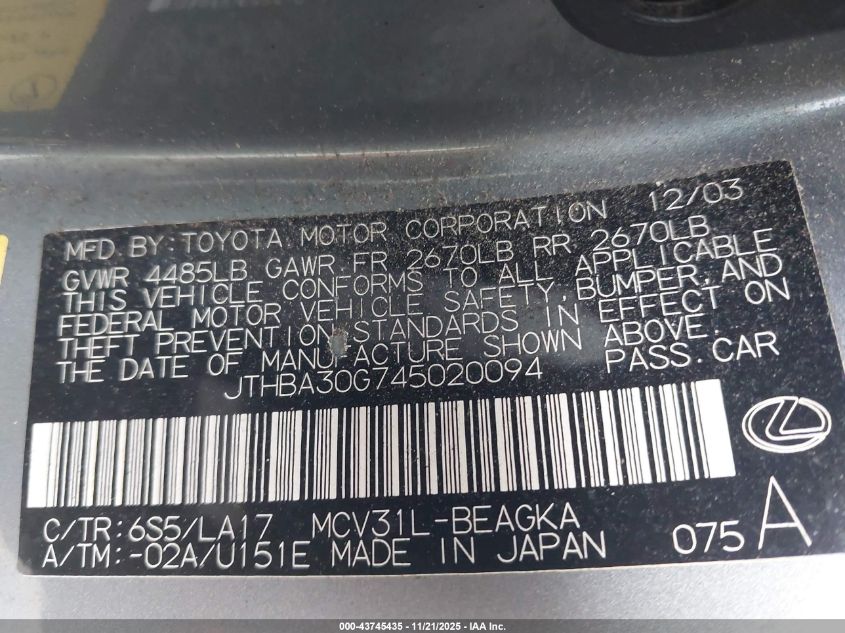 MFD. BY: TOYOTA MOTOR CORPORATION 12/03
GVWR 4485LB GAWR FR 2670LB RR 2670LB
THIS VEHICLE CONFORMS TO ALL APPLICABLE
FEDERAL MOTOR VEHICLE SAFETY, BUMPER, AND
THEFT PREVENTION STANDARDS IN EFFECT ON
THE DATE OF MANUFACTURE SHOWN ABOVE.
JTHBA30G745020094 PASS. CAR
C/TR: 6S5/LA17 MCV31L-BEAGKA
A/TM: -02A/U151E MADE IN JAPAN 075 A
000-43745435 11/21/2025 IAA Inc.